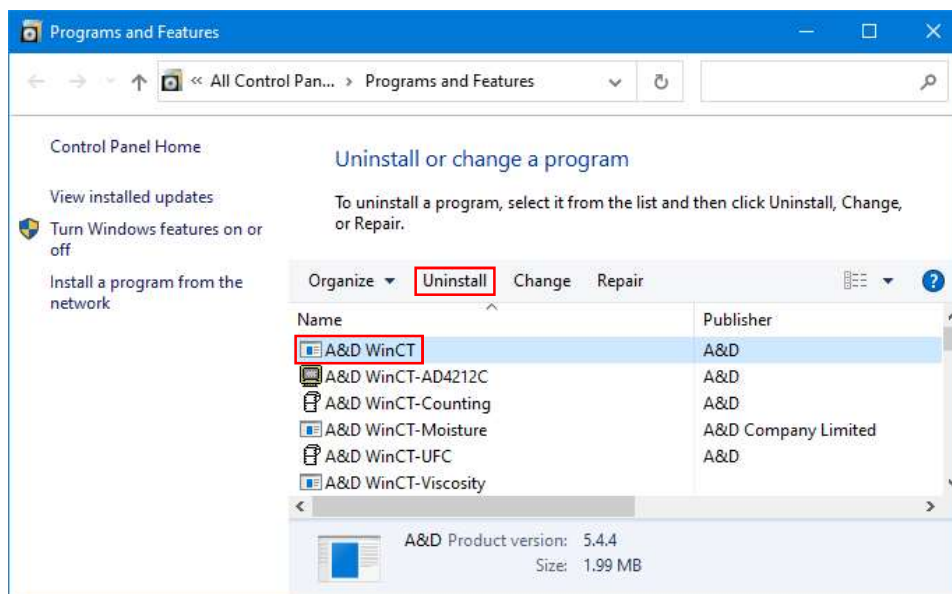 Programs and Features
« All Control Pan... > Programs and Features
Control Panel Home
View installed updates
Turn Windows features on or
off
Install a program from the
network
Uninstall or change a program
To uninstall a program, select it from the list and then click Uninstall, Change,
or Repair.
Organize Uninstall Change Repair
Name Publisher
A&D WinCT A&D
A&D WinCT-AD4212C A&D
A&D WinCT-Counting A&D
A&D WinCT-Moisture A&D Company Limited
A&D WinCT-UFC A&D
A&D WinCT-Viscosity
A&D Product version: 5.4.4
Size: 1.99 MB